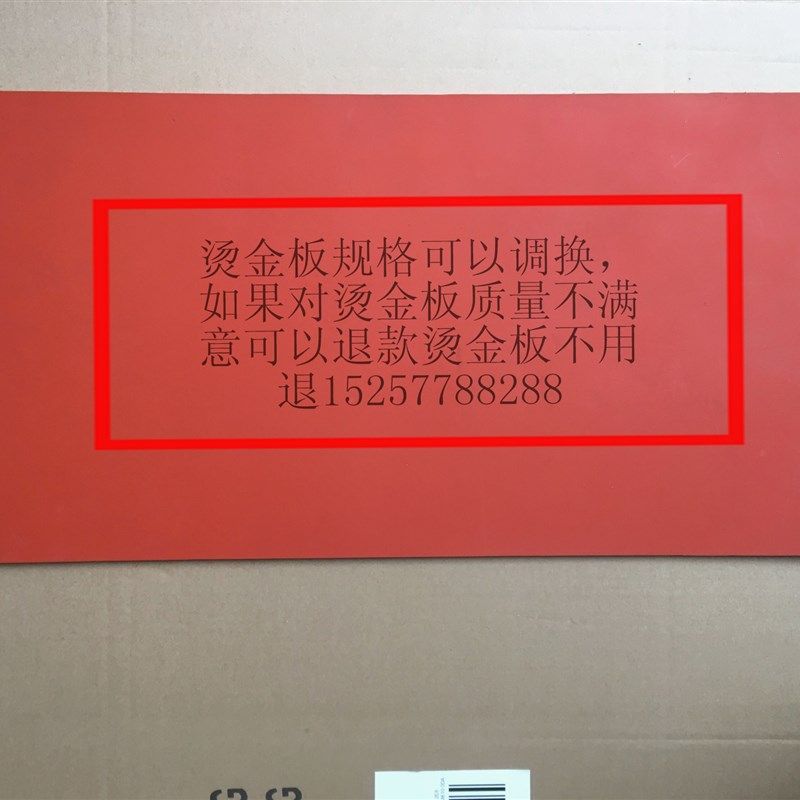 烫金板规格可以调换，
如果对烫金板质量不满
意可以退款烫金板不用
退15257788288